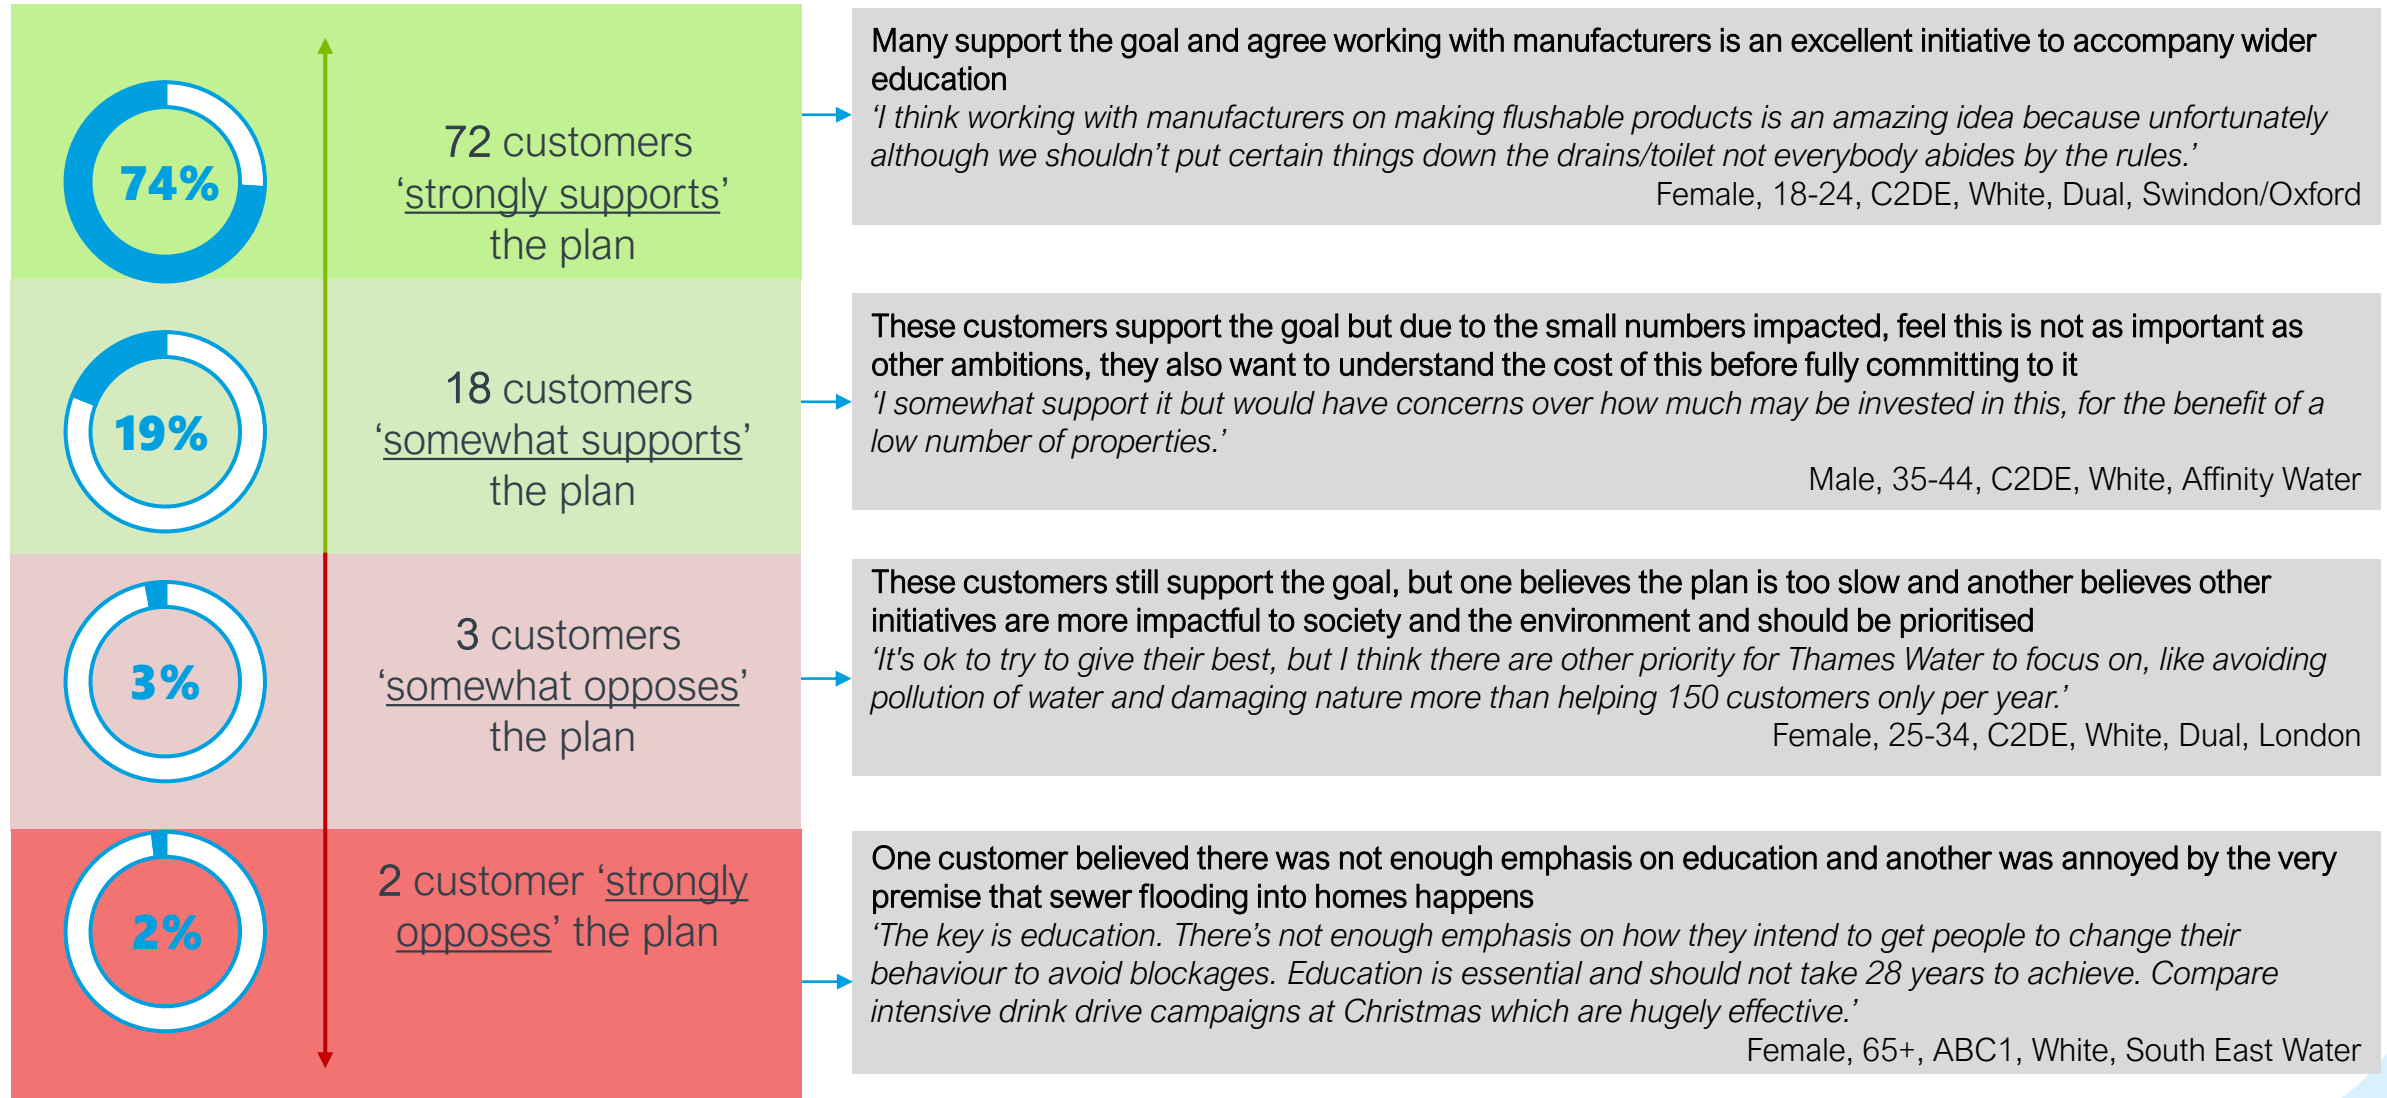 74%
72 customers
‘strongly supports’
the plan
Many support the goal and agree working with manufacturers is an excellent initiative to accompany wider
education
‘I think working with manufacturers on making flushable products is an amazing idea because unfortunately
although we shouldn’t put certain things down the drains/toilet not everybody abides by the rules.’
Female, 18-24, C2DE, White, Dual, Swindon/Oxford
19%
18 customers
‘somewhat supports’
the plan
These customers support the goal but due to the small numbers impacted, feel this is not as important as
other ambitions, they also want to understand the cost of this before fully committing to it
‘I somewhat support it but would have concerns over how much may be invested in this, for the benefit of a
low number of properties.’
Male, 35-44, C2DE, White, Affinity Water
3%
3 customers
‘somewhat opposes’
the plan
These customers still support the goal, but one believes the plan is too slow and another believes other
initiatives are more impactful to society and the environment and should be prioritised
‘It's ok to try to give their best, but I think there are other priority for Thames Water to focus on, like avoiding
pollution of water and damaging nature more than helping 150 customers only per year.’
Female, 25-34, C2DE, White, Dual, London
2%
2 customer ‘strongly
opposes’ the plan
One customer believed there was not enough emphasis on education and another was annoyed by the very
premise that sewer flooding into homes happens
‘The key is education. There’s not enough emphasis on how they intend to get people to change their
behaviour to avoid blockages. Education is essential and should not take 28 years to achieve. Compare
intensive drink drive campaigns at Christmas which are hugely effective.’
Female, 65+, ABC1, White, South East Water